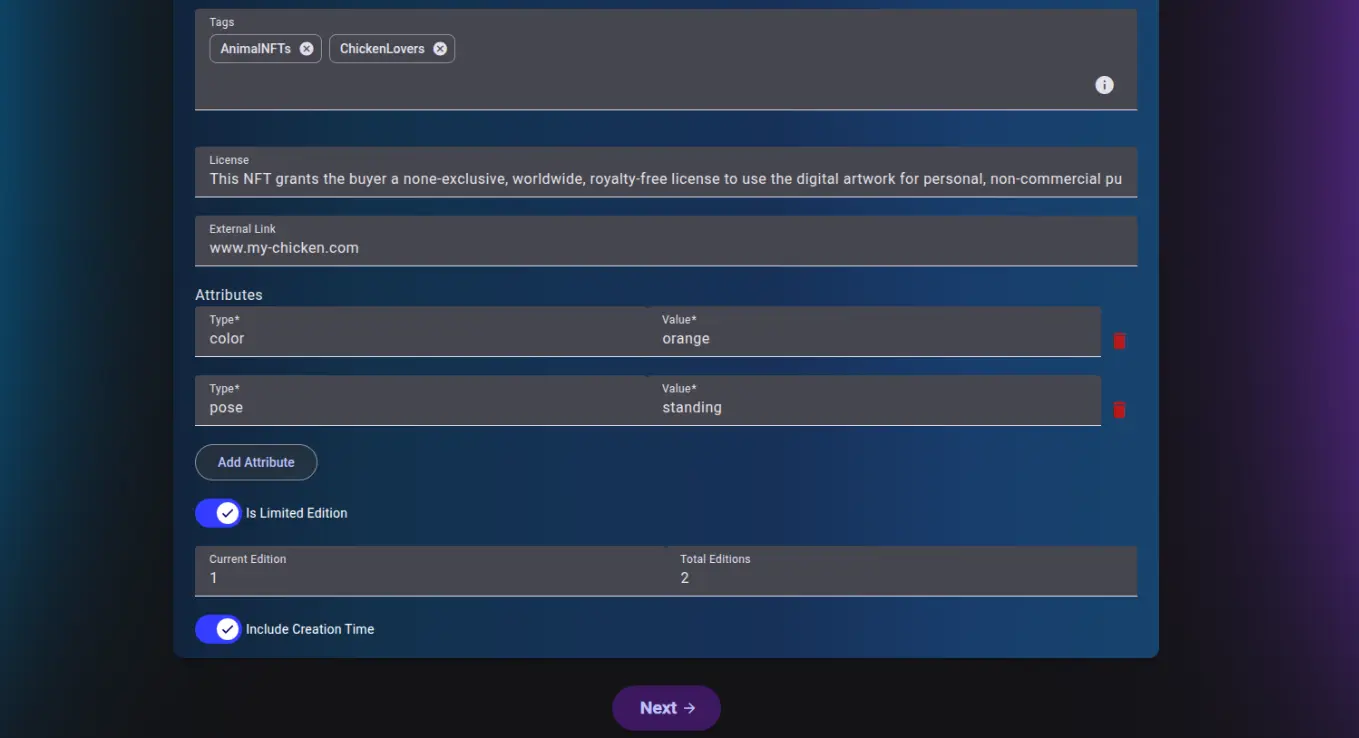 Tags
AnimalNFTs ChickenLovers
License
This NFT grants the buyer a none-exclusive, worldwide, royalty-free license to use the digital artwork for personal, non-commercial pu
External Link
www.my-chicken.com
Attributes
Type* Value*
color orange
Type* Value*
pose standing
Add Attribute
Is Limited Edition
Current Edition Total Editions
1 2
Include Creation Time
Next →